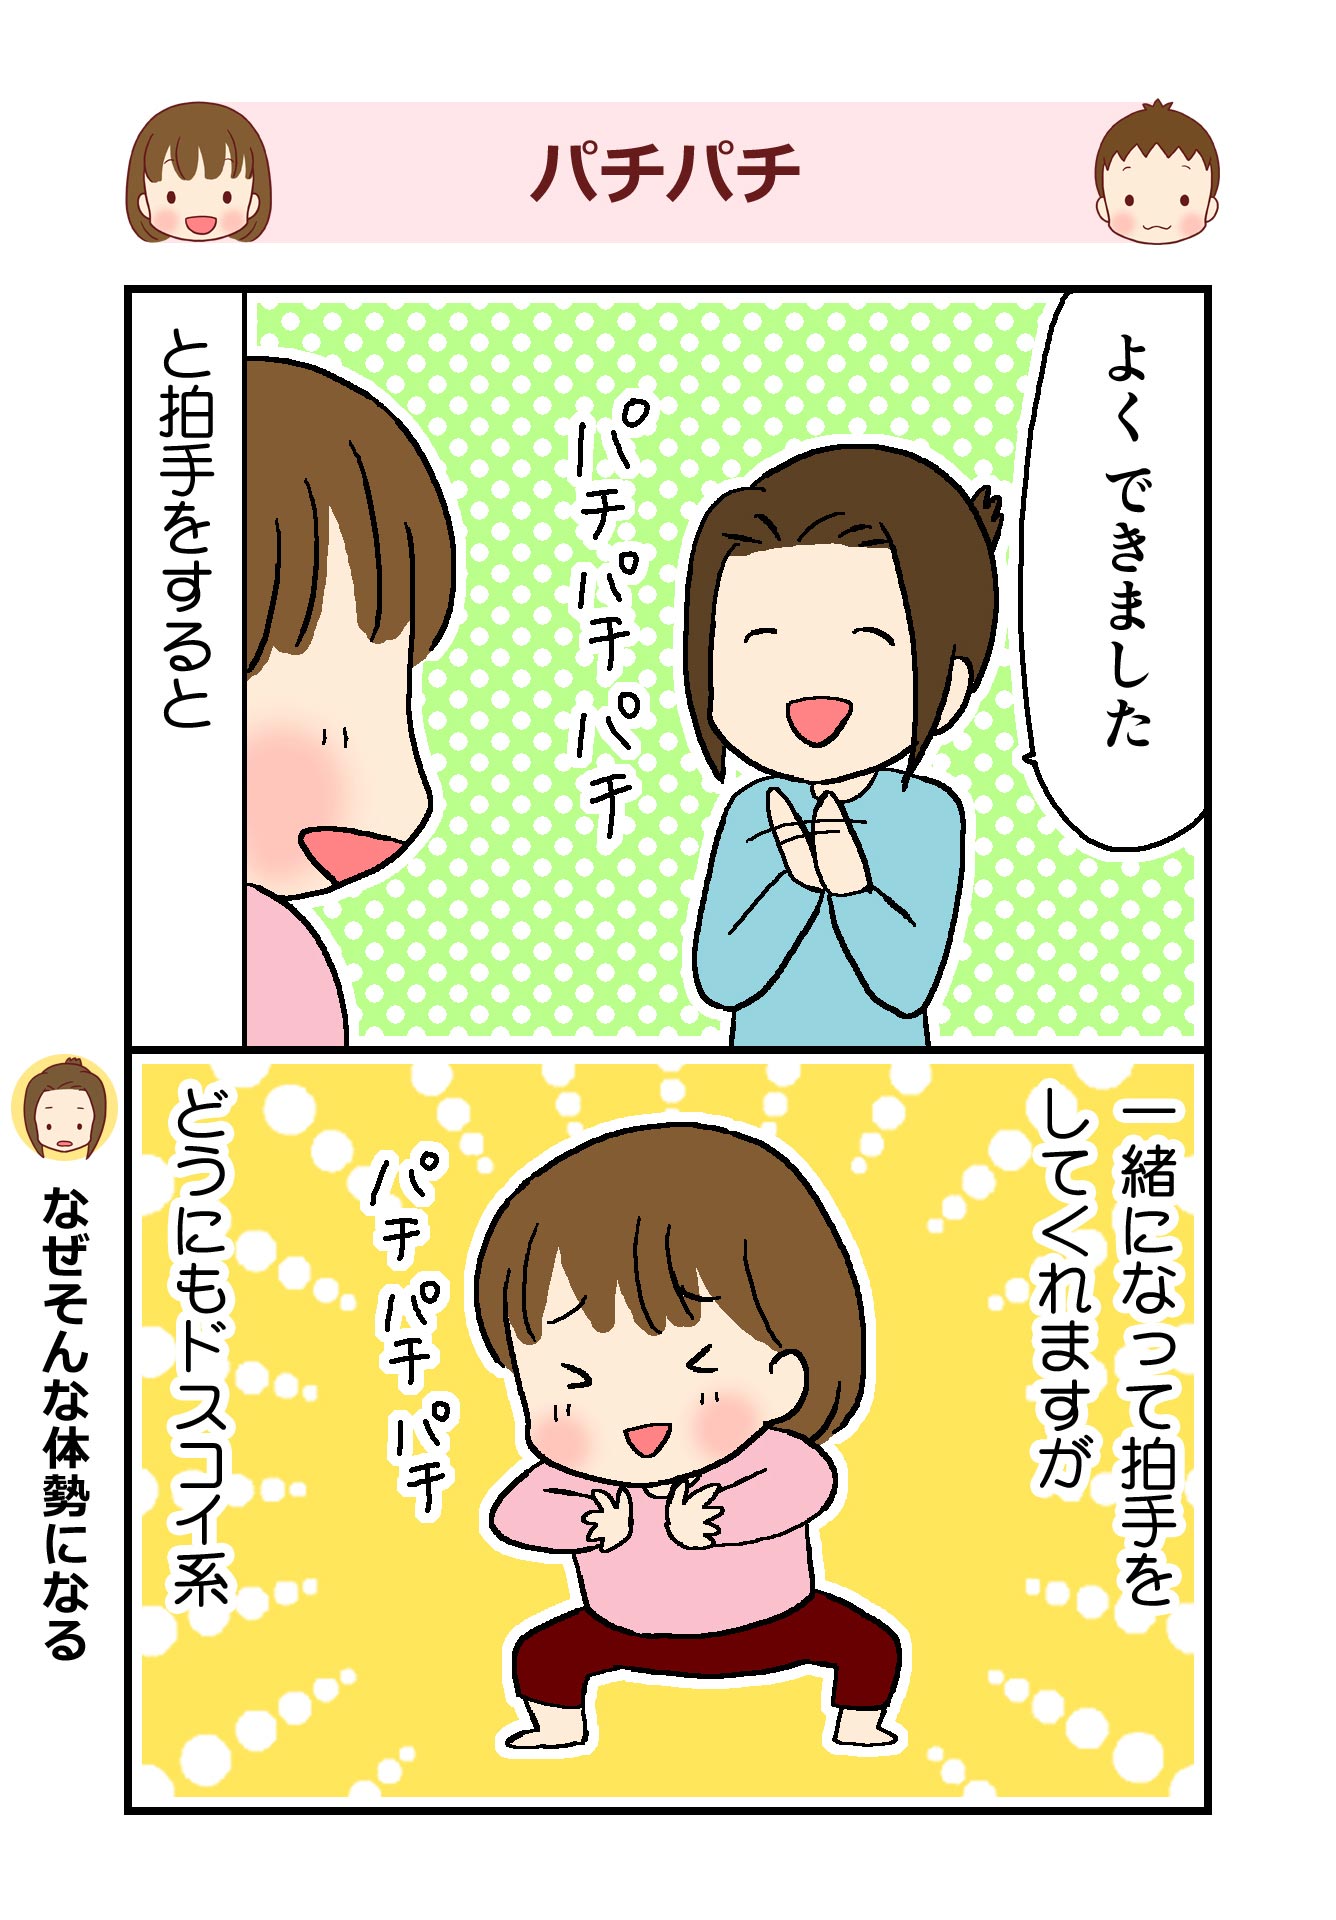 パチパチ
よくできました
パチパチパチ
と拍手をすると
一緒になって拍手を
してくれますが
パチパチパチ
どうにもドスコイ系
なぜそんな体勢になる